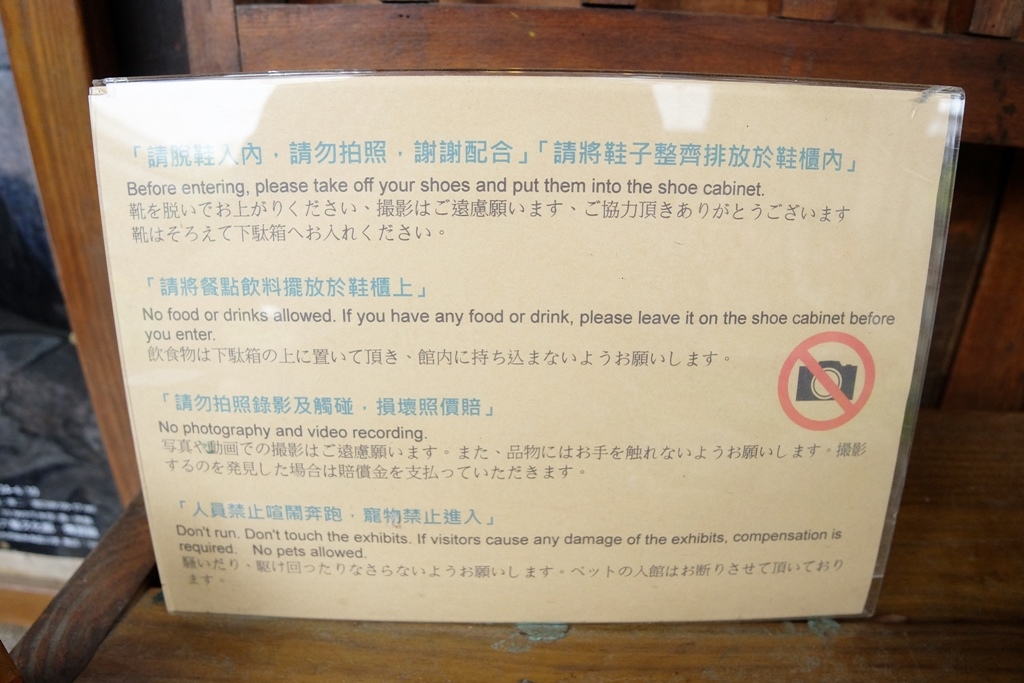 「請脫鞋入內，請勿拍照，謝謝配合」「請將鞋子整齊排放於鞋櫃內」
Before entering, please take off your shoes and put them into the shoe cabinet.
靴を脱いでお上がりください、撮影はご遠慮願います、ご協力頂きありがとうございます
靴はそろえて下駄箱へお入れください。
「請將餐點飲料擺放於鞋櫃上」
No food or drinks allowed. If you have any food or drink, please leave it on the shoe cabinet before
you enter.
飲食物は下駄箱の上に置いて頂き、館内に持ち込まないようお願いします。
「請勿拍照錄影及觸碰，損壞照價賠」
No photography and video recording.
写真や動画での撮影はご遠慮願います。また、品物にはお手を触れないようお願いします。撮影
するのを発見した場合は賠償金を支払っていただきます。
「人員禁止喧鬧奔跑，寵物禁止進入」
Don't run. Don't touch the exhibits. If visitors cause any damage of the exhibits, compensation is
required. No pets allowed.
騒いだり、駆け回ったりなさらないようお願いします。ペットの入館はお断りさせて頂いており
ます。